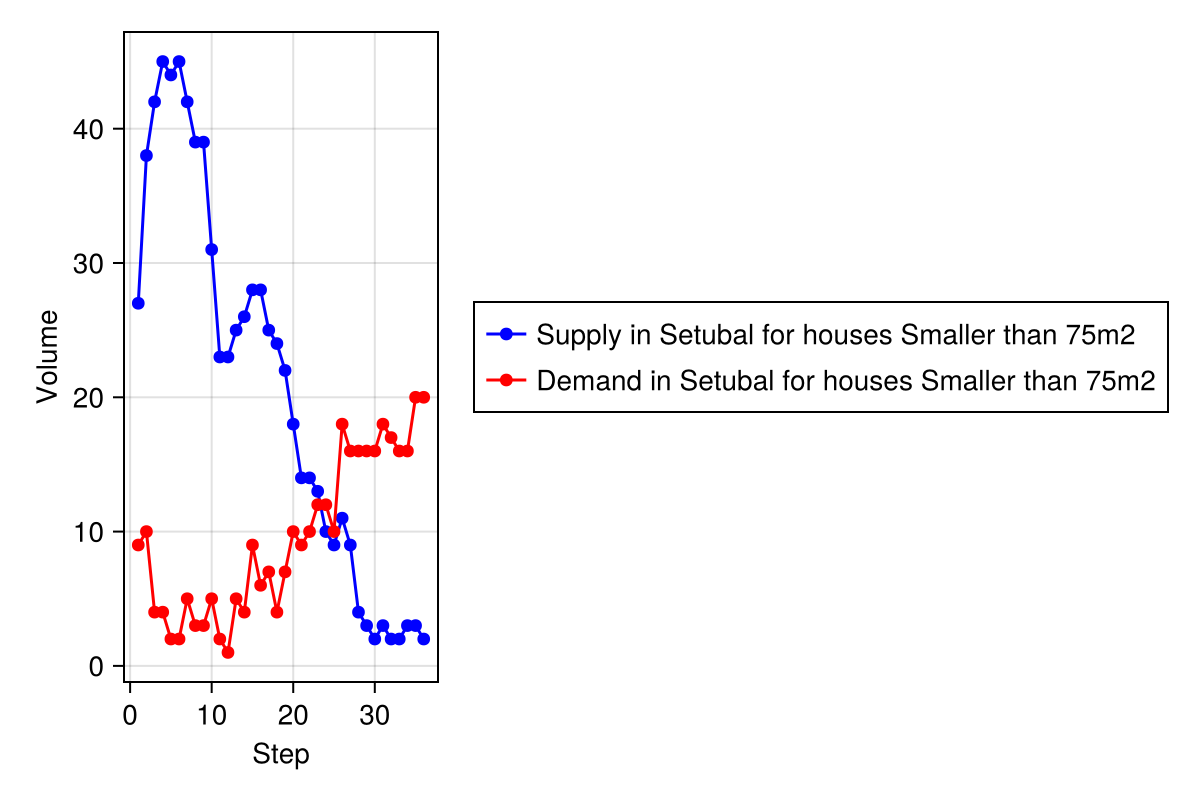 40
30
20
10
0
Volume
0 10 20 30
Step
Supply in Setubal for houses Smaller than 75m2
Demand in Setubal for houses Smaller than 75m2